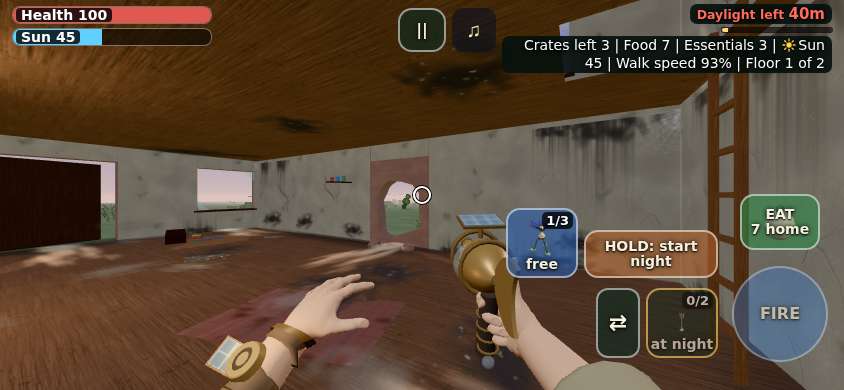 Health 100
Sun 45
Daylight left 40m
Crates left 3 | Food 7 | Essentials 3 | ☀Sun
45 | Walk speed 93% | Floor 1 of 2
1/3
free
HOLD: start
night
EAT
7 home
0/2
at night
FIRE